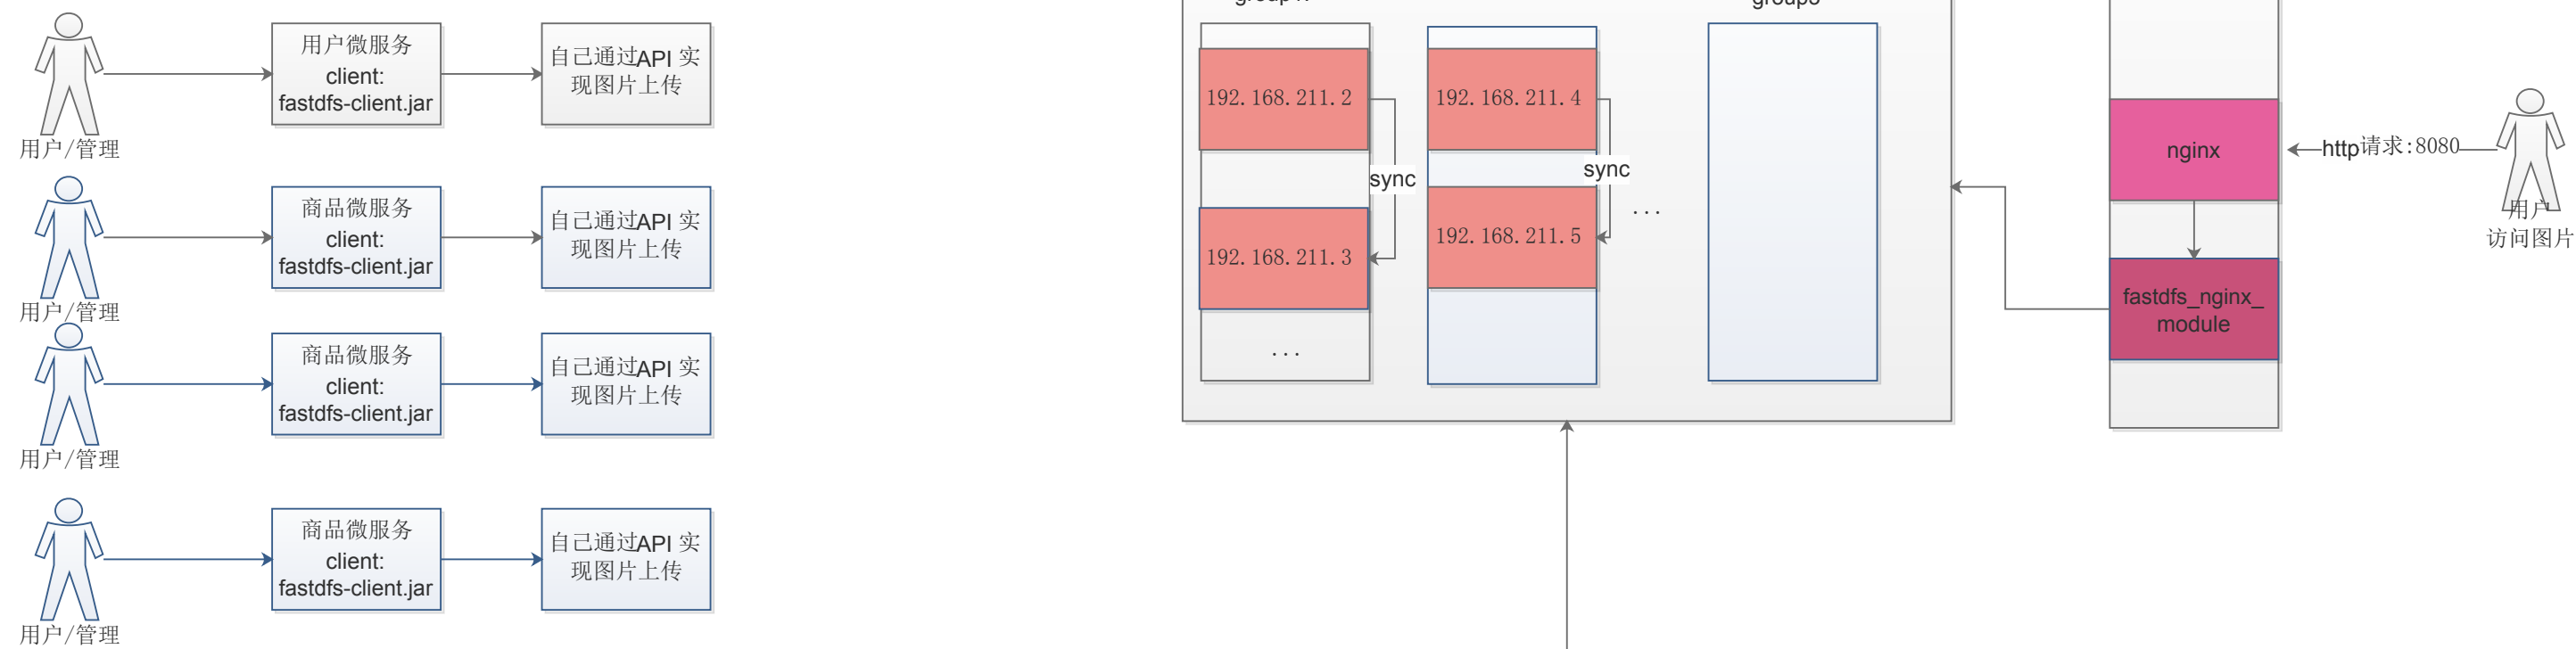 用户微服务
client:
fastdfs-client.jar
自己通过API 实
现图片上传
用户/管理
商品微服务
client:
fastdfs-client.jar
自己通过API 实
现图片上传
用户/管理
商品微服务
client:
fastdfs-client.jar
自己通过API 实
现图片上传
用户/管理
商品微服务
client:
fastdfs-client.jar
自己通过API 实
现图片上传
用户/管理
192.168.211.2
sync
192.168.211.3
...
192.168.211.4
sync
192.168.211.5
...
nginx
fastdfs_nginx_
module
http请求:8080
用户
访问图片